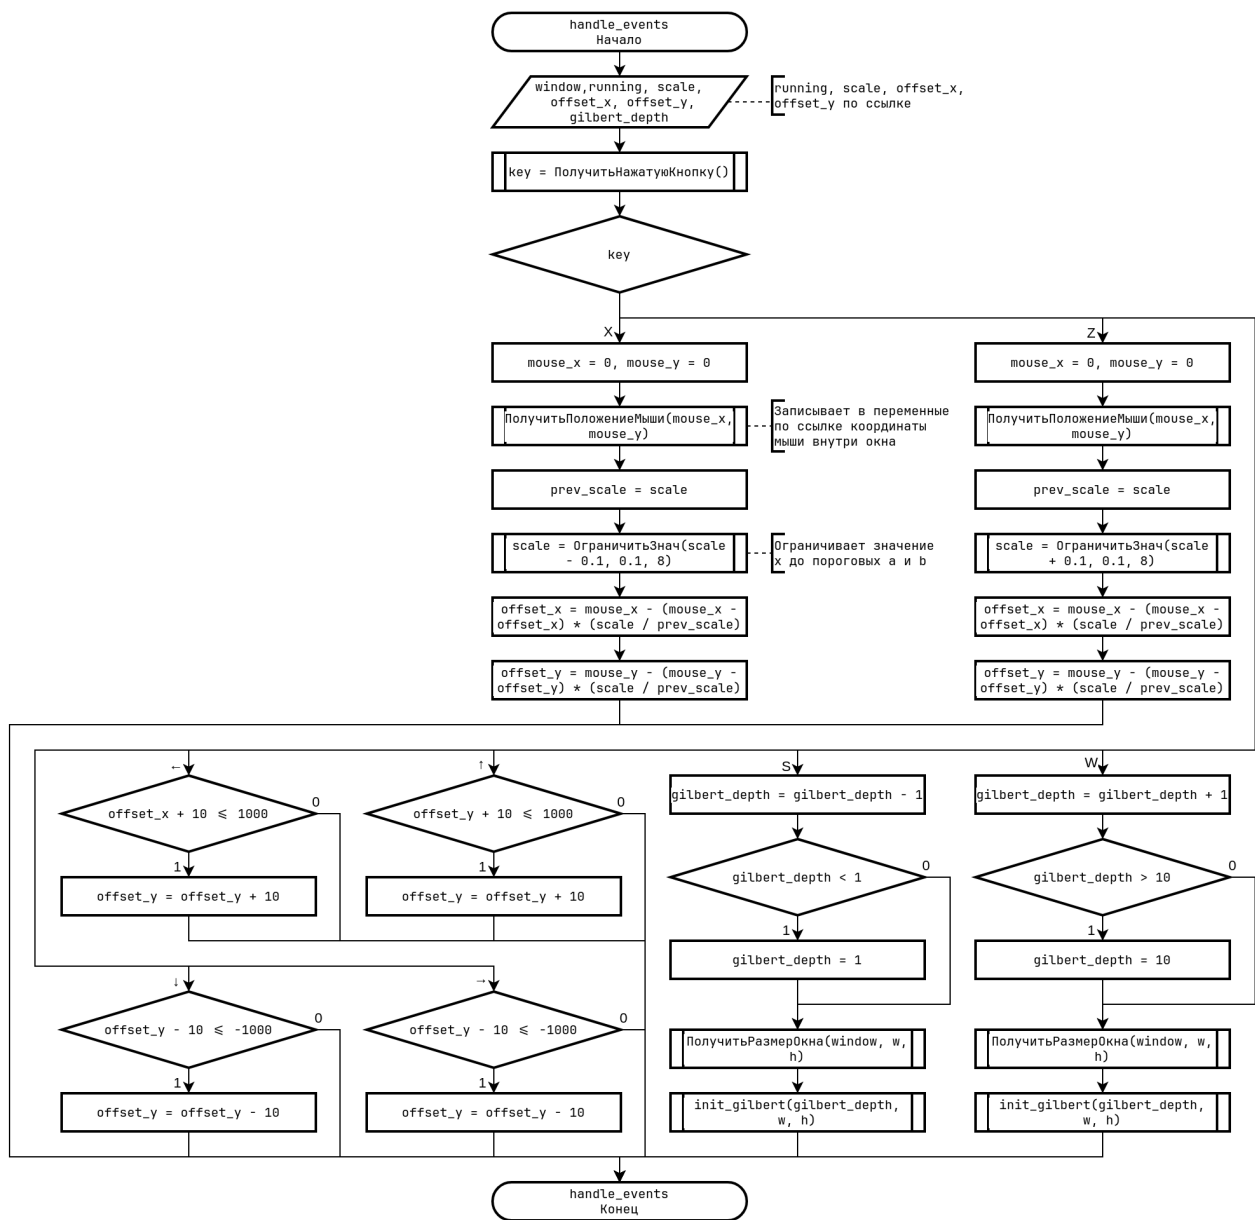 handle_events
Начало
window,running, scale,
offset_x, offset_y,
gilbert_depth
running, scale, offset_x,
offset_y по ссылке
key = ПолучитьНажатуюКнопку()
key
X
Z
mouse_x = 0, mouse_y = 0
mouse_x = 0, mouse_y = 0
ПолучитьПоложениеМыши(mouse_x,
mouse_y)
Записывает в переменные
по ссылке координаты
мыши внутри окна
ПолучитьПоложениеМыши(mouse_x,
mouse_y)
prev_scale = scale
prev_scale = scale
scale = ОграничитьЗнач(scale
- 0.1, 0.1, 8)
Ограничивает значение
x до пороговых a и b
scale = ОграничитьЗнач(scale
+ 0.1, 0.1, 8)
offset_x = mouse_x - (mouse_x -
offset_x) * (scale / prev_scale)
offset_x = mouse_x - (mouse_x -
offset_x) * (scale / prev_scale)
offset_y = mouse_y - (mouse_y -
offset_y) * (scale / prev_scale)
offset_y = mouse_y - (mouse_y -
offset_y) * (scale / prev_scale)
←
↑
S
W
offset_x + 10 ⩽ 1000
0
offset_y + 10 ⩽ 1000
0
gilbert_depth = gilbert_depth - 1
gilbert_depth = gilbert_depth + 1
1
1
offset_y = offset_y + 10
offset_y = offset_y + 10
gilbert_depth < 1
0
gilbert_depth > 10
0
1
1
gilbert_depth = 1
gilbert_depth = 10
↓
→
offset_y - 10 ⩽ -1000
0
offset_y - 10 ⩽ -1000
0
ПолучитьРазмерОкна(window, w,
h)
ПолучитьРазмерОкна(window, w,
h)
1
1
offset_y = offset_y - 10
offset_y = offset_y - 10
init_gilbert(gilbert_depth,
w, h)
init_gilbert(gilbert_depth,
w, h)
handle_events
Конец